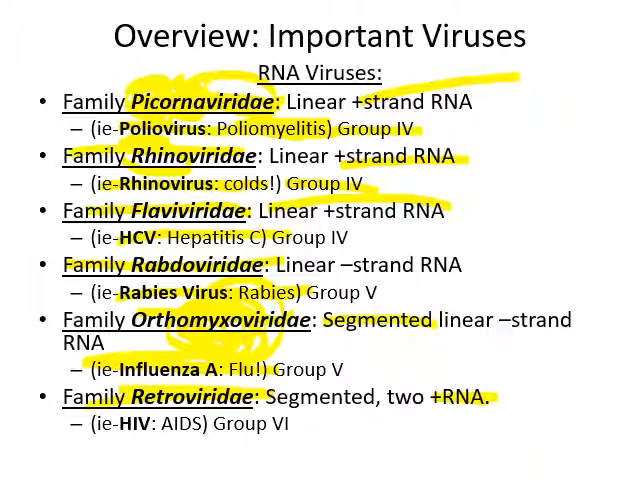 Overview: Important Viruses
RNA Viruses:
• Family Picornaviridae: Linear +strand RNA
– (ie-Poliovirus: Poliomyelitis) Group IV
• Family Rhinoviridae: Linear +strand RNA
– (ie-Rhinovirus: colds!) Group IV
• Family Flaviviridae: Linear +strand RNA
– (ie-HCV: Hepatitis C) Group IV
• Family Rabdoviridae: Linear –strand RNA
– (ie-Rabies Virus: Rabies) Group V
• Family Orthomyxoviridae: Segmented linear –strand
RNA
– (ie-Influenza A: Flu!) Group V
• Family Retroviridae: Segmented, two +RNA.
– (ie-HIV: AIDS) Group VI